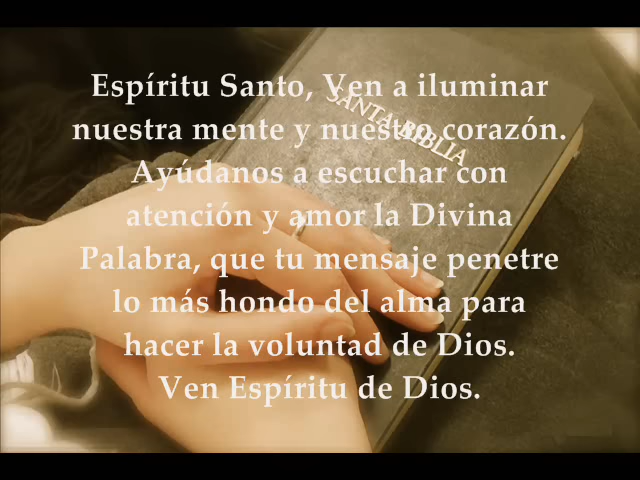 Espíritu Santo, Ven a iluminar
nuestra mente y nuestro corazón.
Ayúdanos a escuchar con
atención y amor la Divina
Palabra, que tu mensaje penetre
lo más hondo del alma para
hacer la voluntad de Dios.
Ven Espíritu de Dios.
SANTA BIBLIA